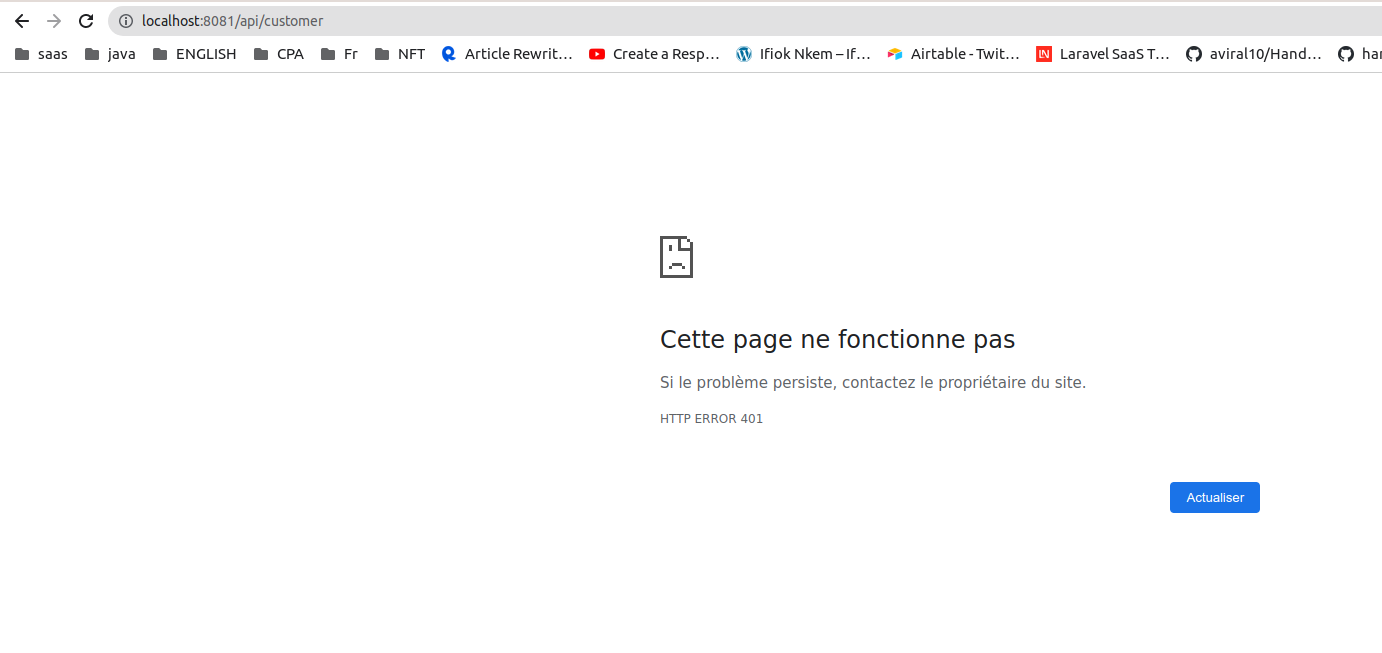 localhost:8081/api/customer
saas java ENGLISH CPA Fr NFT Article Rewrit... Create a Resp... Ifiok Nkem – If... Airtable - Twit... LN Laravel SaaS T... aviral10/Hand... har
Cette page ne fonctionne pas
Si le problème persiste, contactez le propriétaire du site.
HTTP ERROR 401
Actualiser